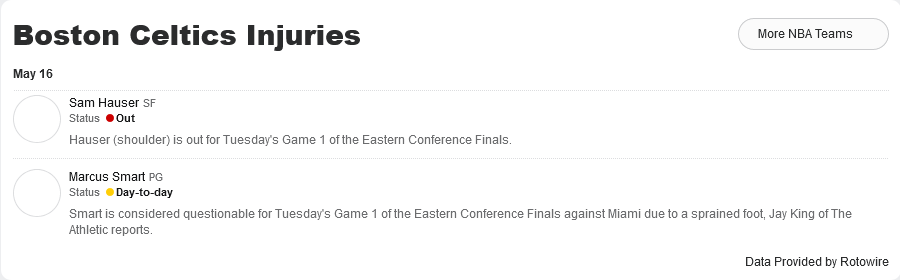 Boston Celtics Injuries
More NBA Teams
May 16
Sam Hauser SF
Status Out
Hauser (shoulder) is out for Tuesday's Game 1 of the Eastern Conference Finals.
Marcus Smart PG
Status Day-to-day
Smart is considered questionable for Tuesday's Game 1 of the Eastern Conference Finals against Miami due to a sprained foot, Jay King of The
Athletic reports.
Data Provided by Rotowire